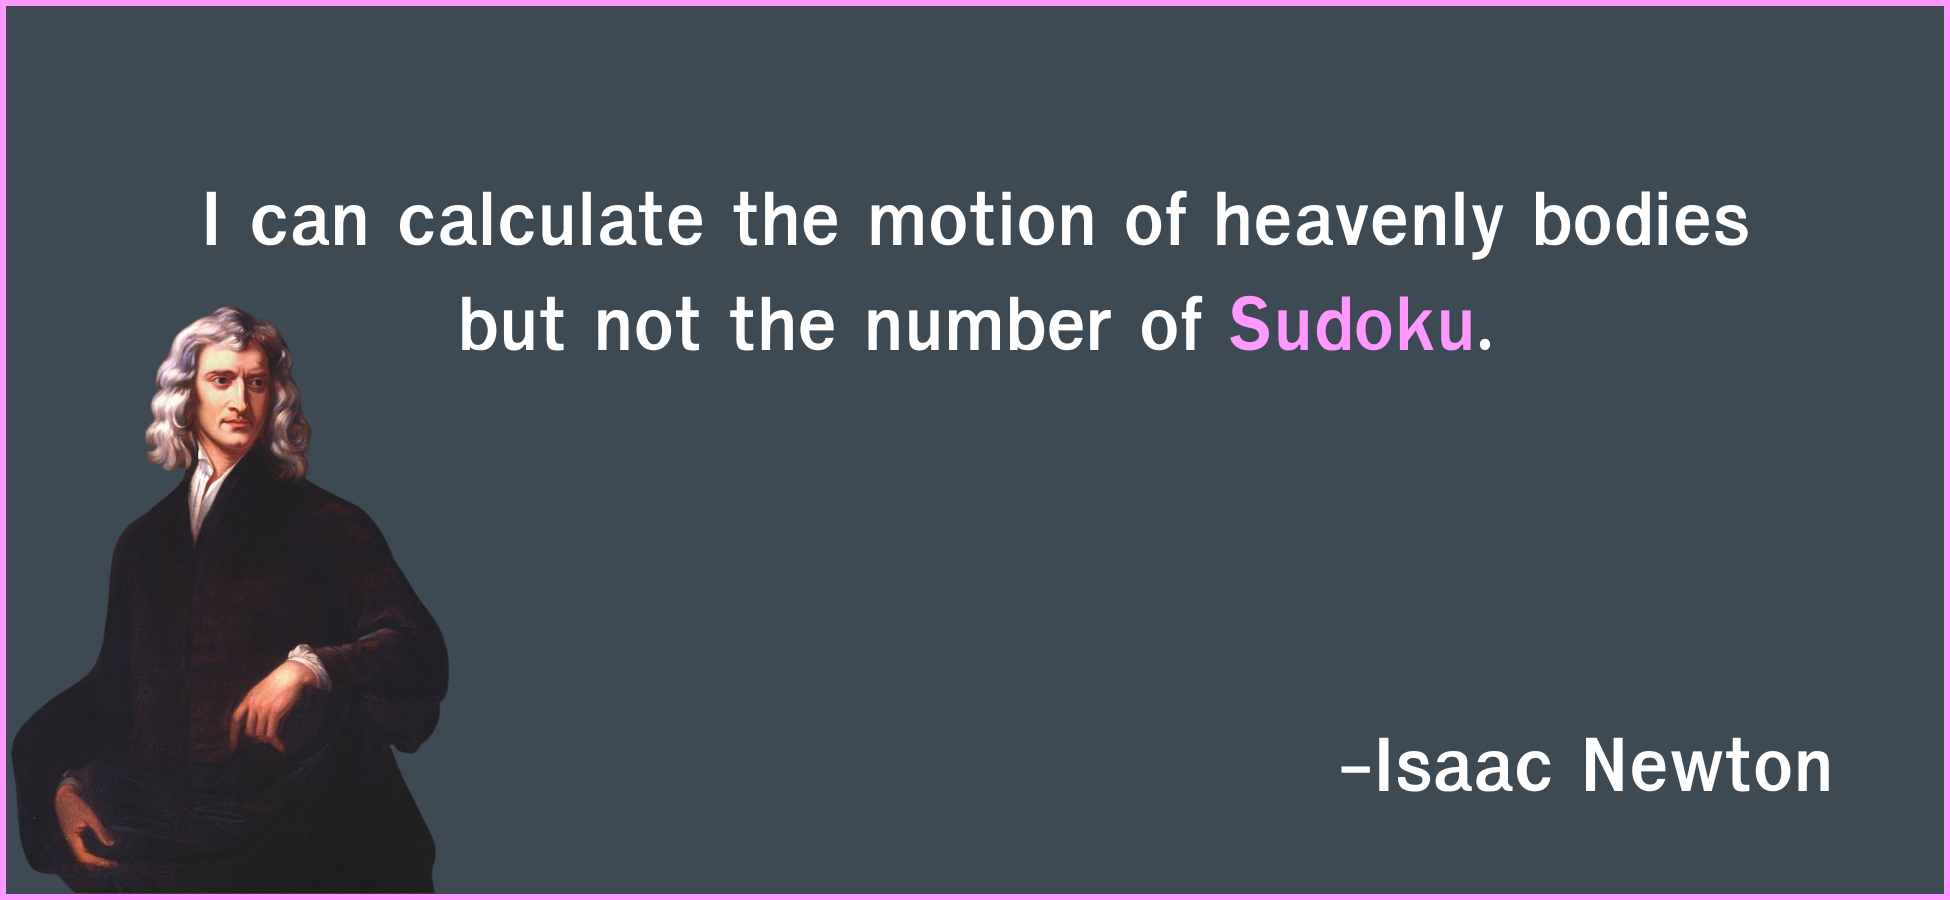 I can calculate the motion of heavenly bodies
but not the number of Sudoku.
–Isaac Newton